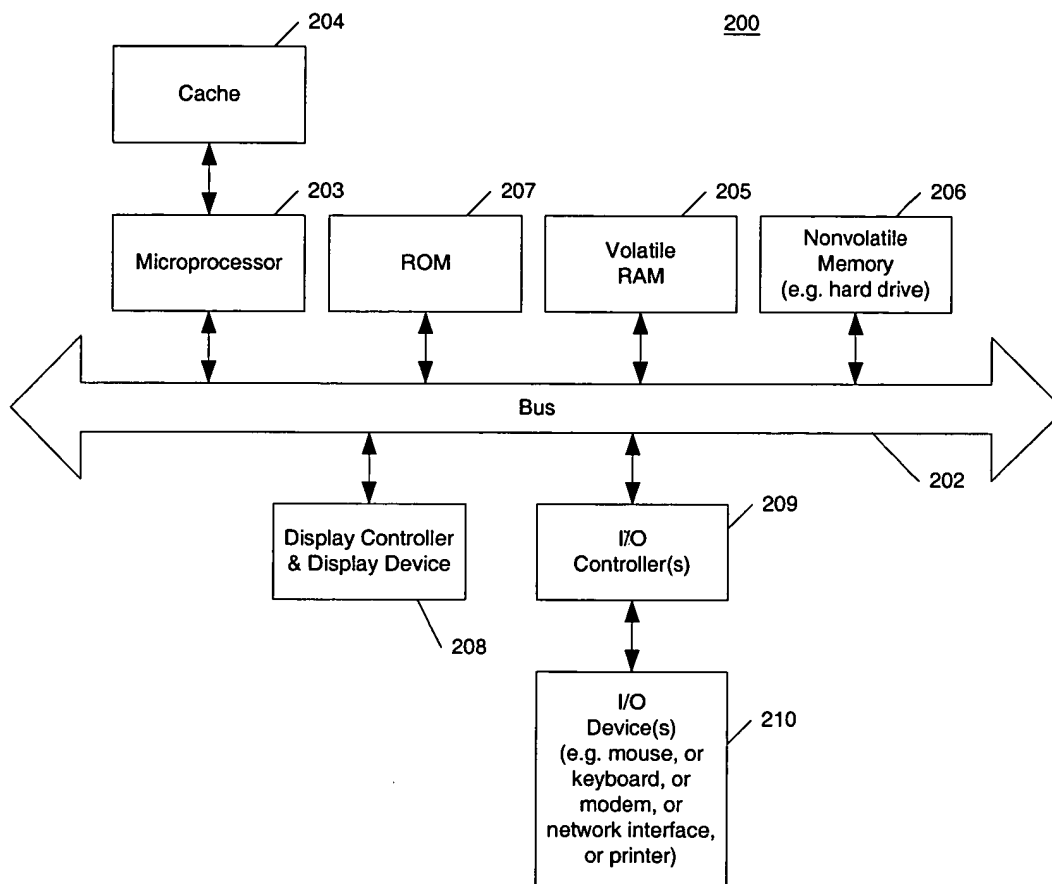 204
200
Cache
203
207
205
206
Microprocessor
ROM
Volatile
RAM
Nonvolatile
Memory
(e.g. hard drive)
Bus
202
209
Display Controller
& Display Device
I/O
Controller(s)
208
210
I/O
Device(s)
(e.g. mouse, or
keyboard, or
modem, or
network interface,
or printer)